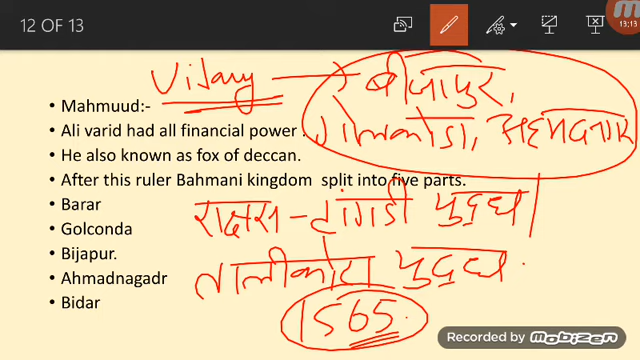 12 OF 13
13:13
Vijay → बीजापुर,
गोलकोंडा, अहमदनगर
Mahmuud:-
Ali varid had all financial power .
He also known as fox of deccan.
After this ruler Bahmani kingdom split into five parts.
Barar
राक्षस - टांगडी युद्ध
Golconda
Bijapur.
तालीकोटा युद्ध
Ahmadnagadr
Bidar
1565
Recorded by mobizen